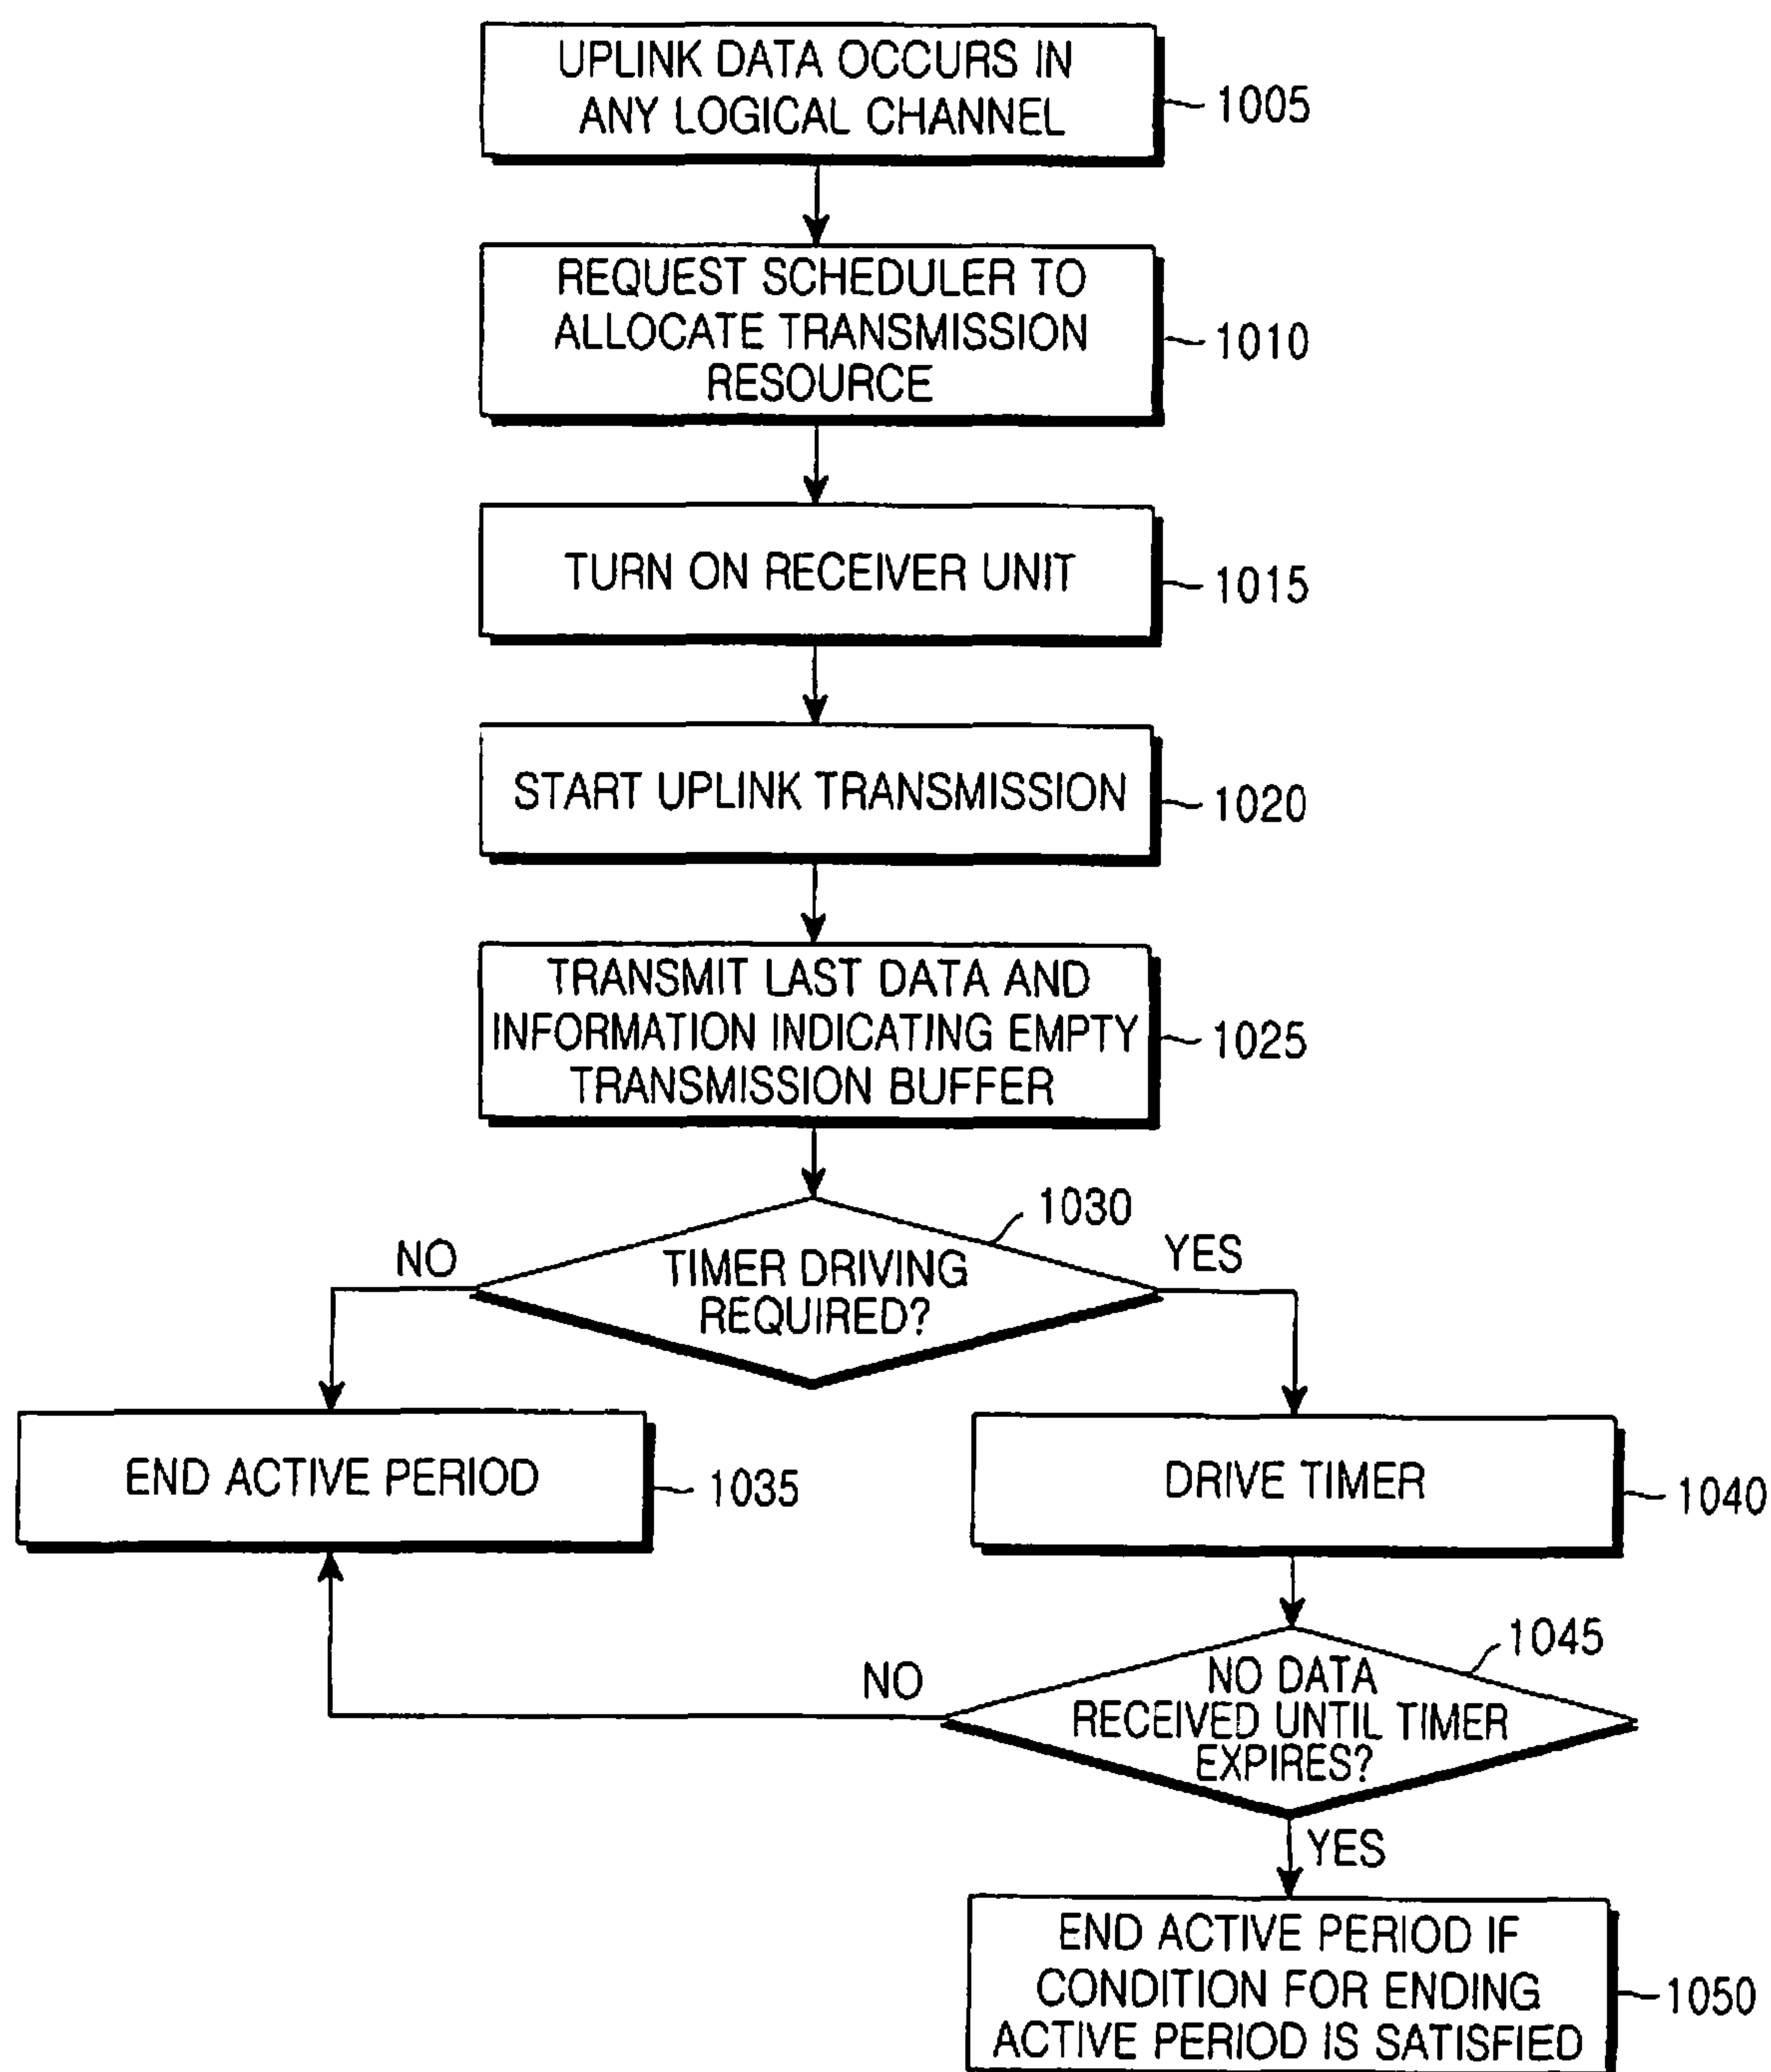 UPLINK DATA OCCURS IN
ANY LOGICAL CHANNEL
1005
REQUEST SCHEDULER TO
ALLOCATE TRANSMISSION
RESOURCE
1010
TURN ON RECEIVER UNIT
1015
START UPLINK TRANSMISSION
1020
TRANSMIT LAST DATA AND
INFORMATION INDICATING EMPTY
TRANSMISSION BUFFER
1025
1030
NO
YES
TIMER DRIVING
REQUIRED?
END ACTIVE PERIOD
1035
DRIVE TIMER
1040
1045
NO
NO DATA
RECEIVED UNTIL TIMER
EXPIRES?
YES
END ACTIVE PERIOD IF
CONDITION FOR ENDING
ACTIVE PERIOD IS SATISFIED
1050